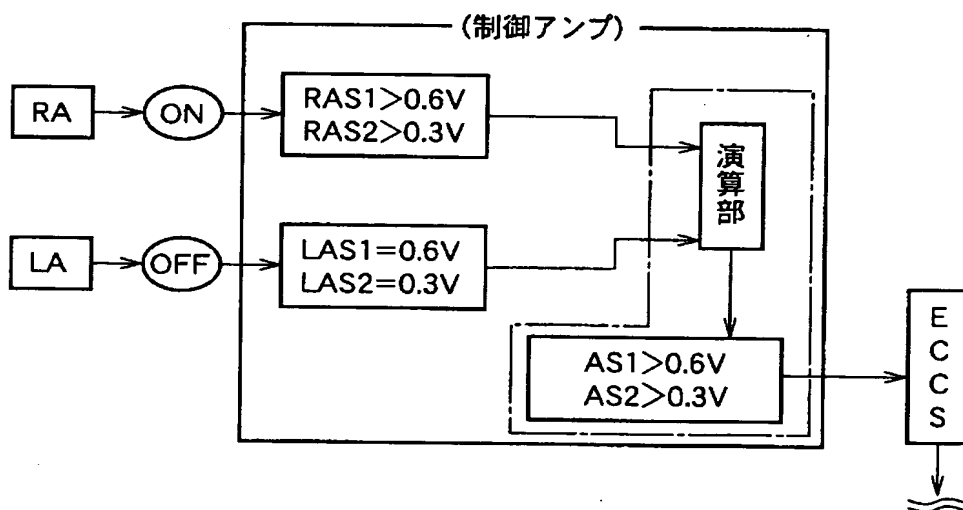 (制御アンプ)
RA
ON
RAS1>0.6V
RAS2>0.3V
演算部
LA
OFF
LAS1=0.6V
LAS2=0.3V
AS1>0.6V
AS2>0.3V
ECCS